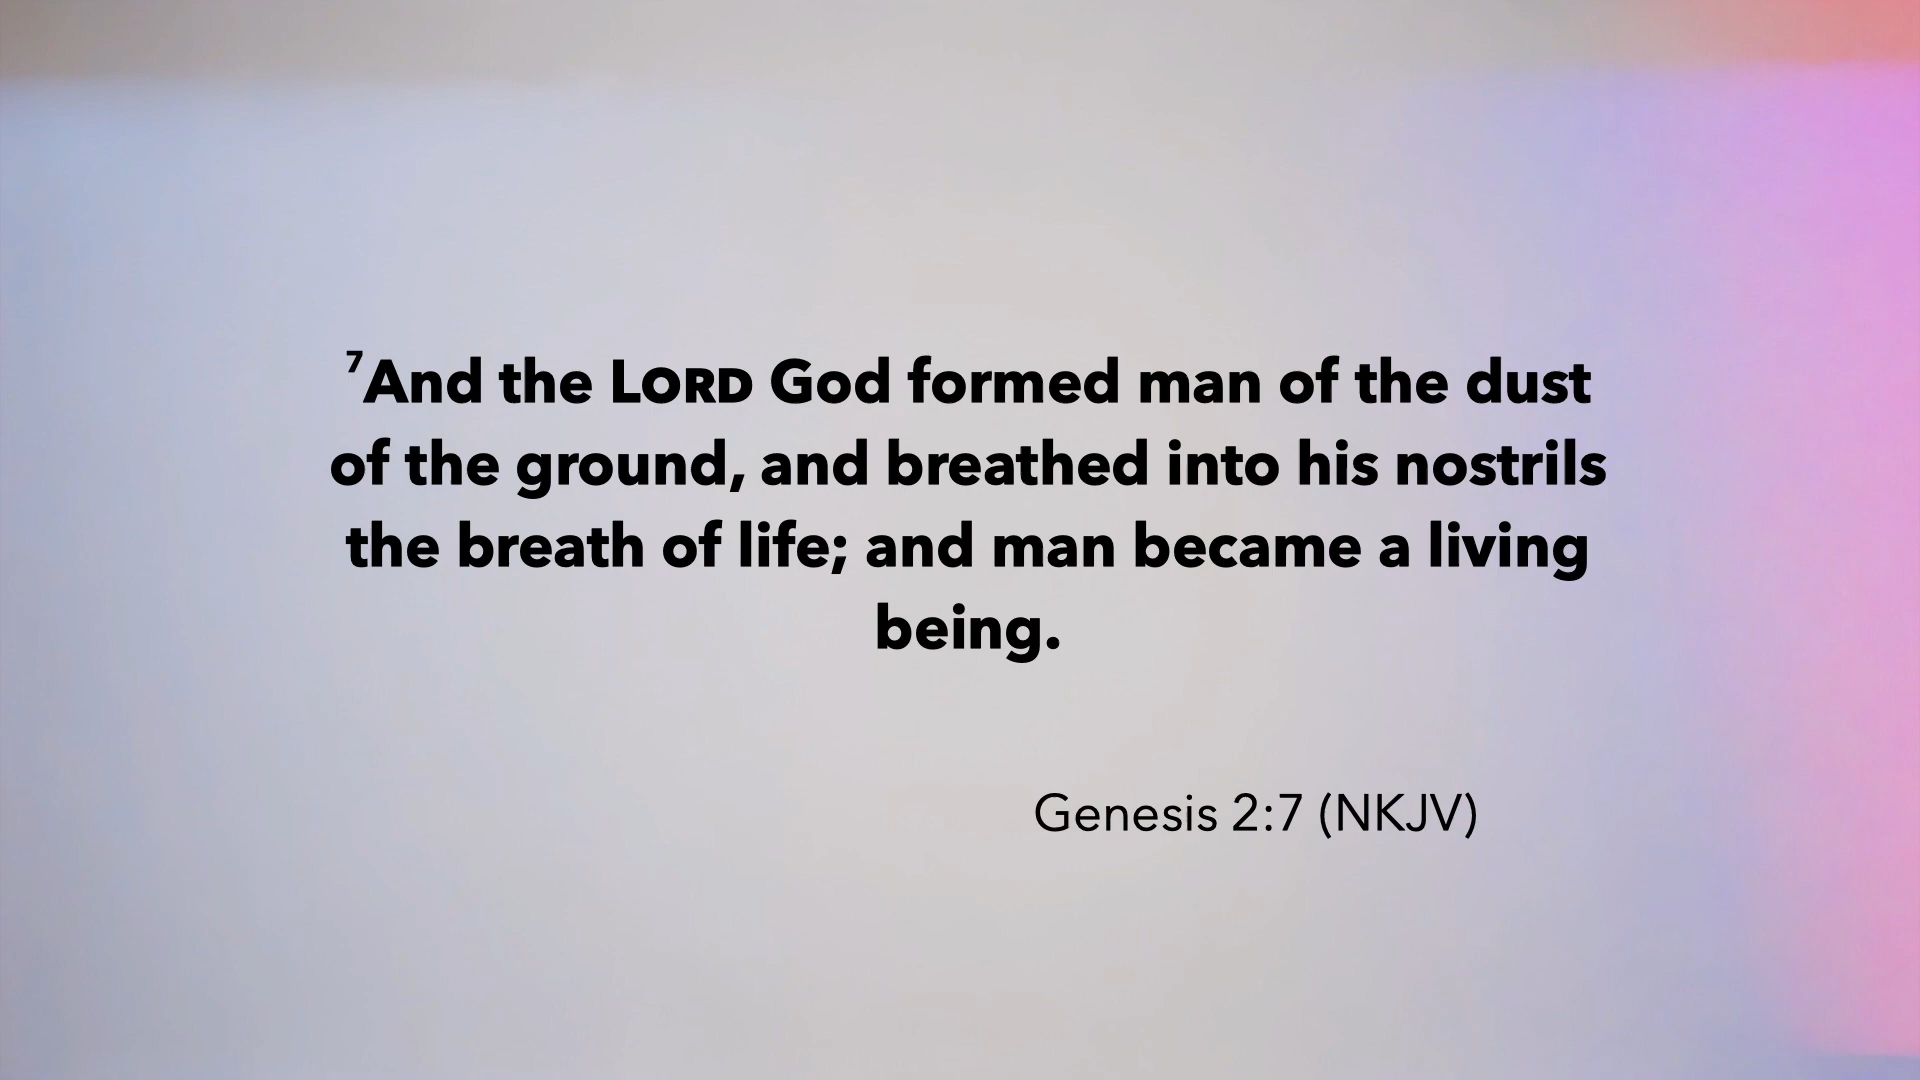 ⁷And the LORD God formed man of the dust
of the ground, and breathed into his nostrils
the breath of life; and man became a living
being.
Genesis 2:7 (NKJV)